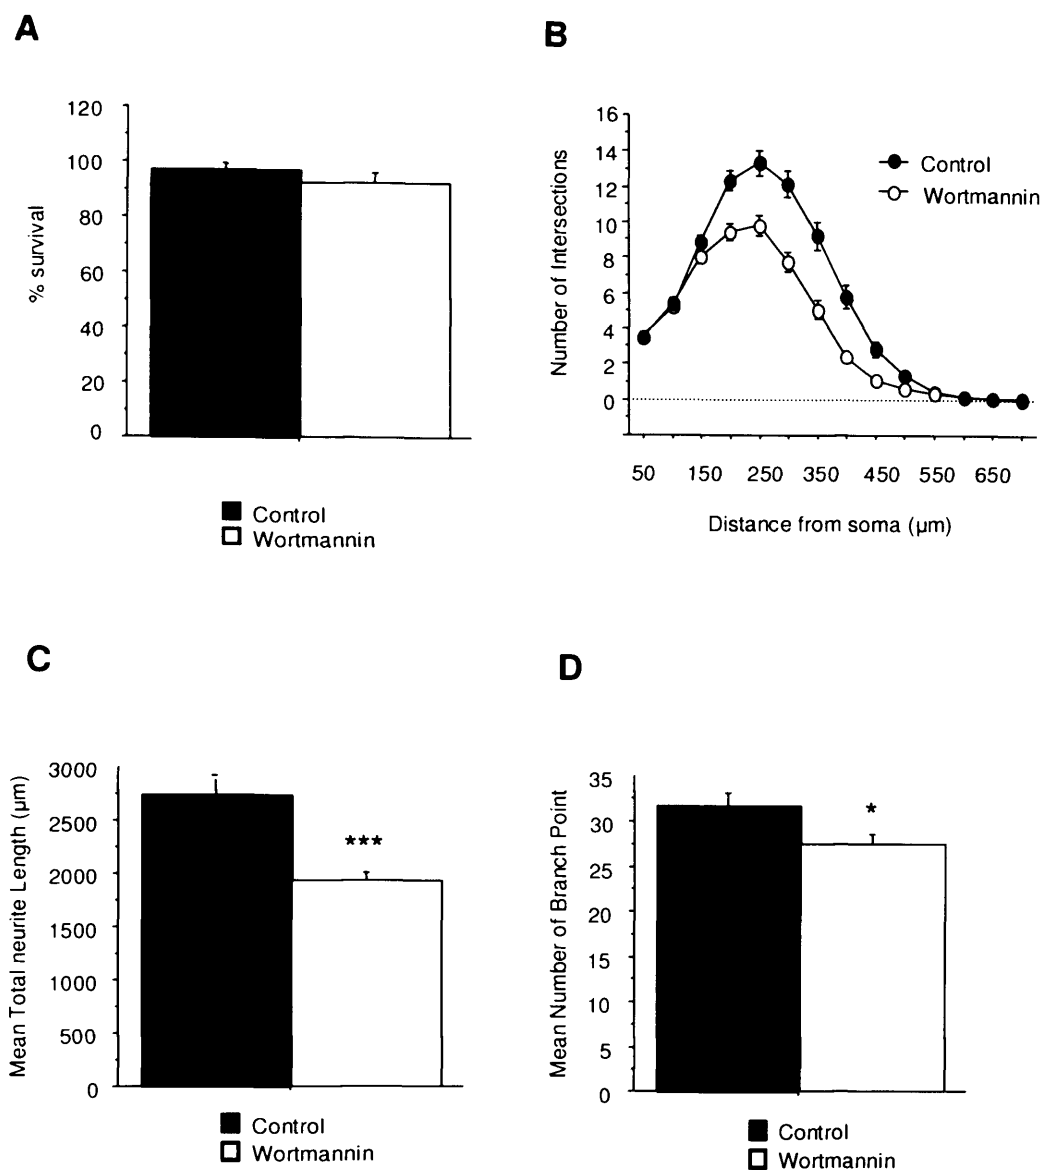 A
120
100
80
60
40
20
0
% survival
Control
Wortmannin
B
16
14
12
10
8
6
4
2
0
Number of Intersections
Control
Wortmannin
50 150 250 350 450 550 650
Distance from soma (µm)
C
3000
2500
2000
1500
1000
500
0
Mean Total neurite Length (µm)
***
Control
Wortmannin
D
35
30
25
20
15
10
5
0
Mean Number of Branch Point
*
Control
Wortmannin